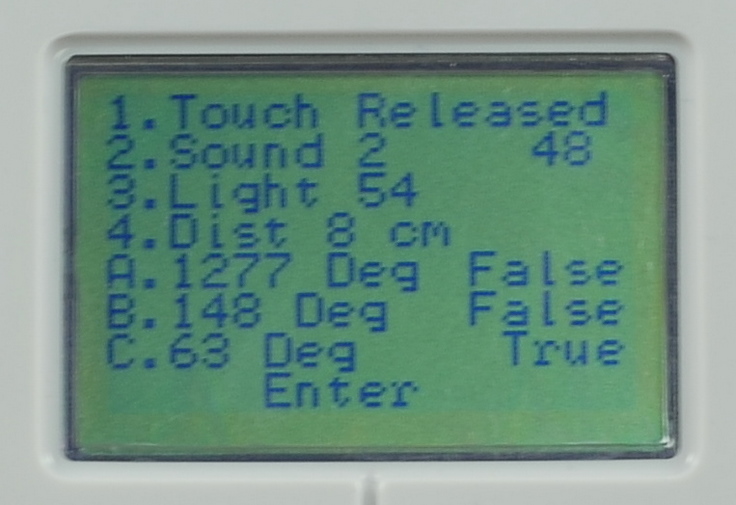 1.Touch Released
2.Sound 2 48
3.Light 54
4.Dist 8 cm
A.1277 Deg False
B.148 Deg False
C.63 Deg True
Enter